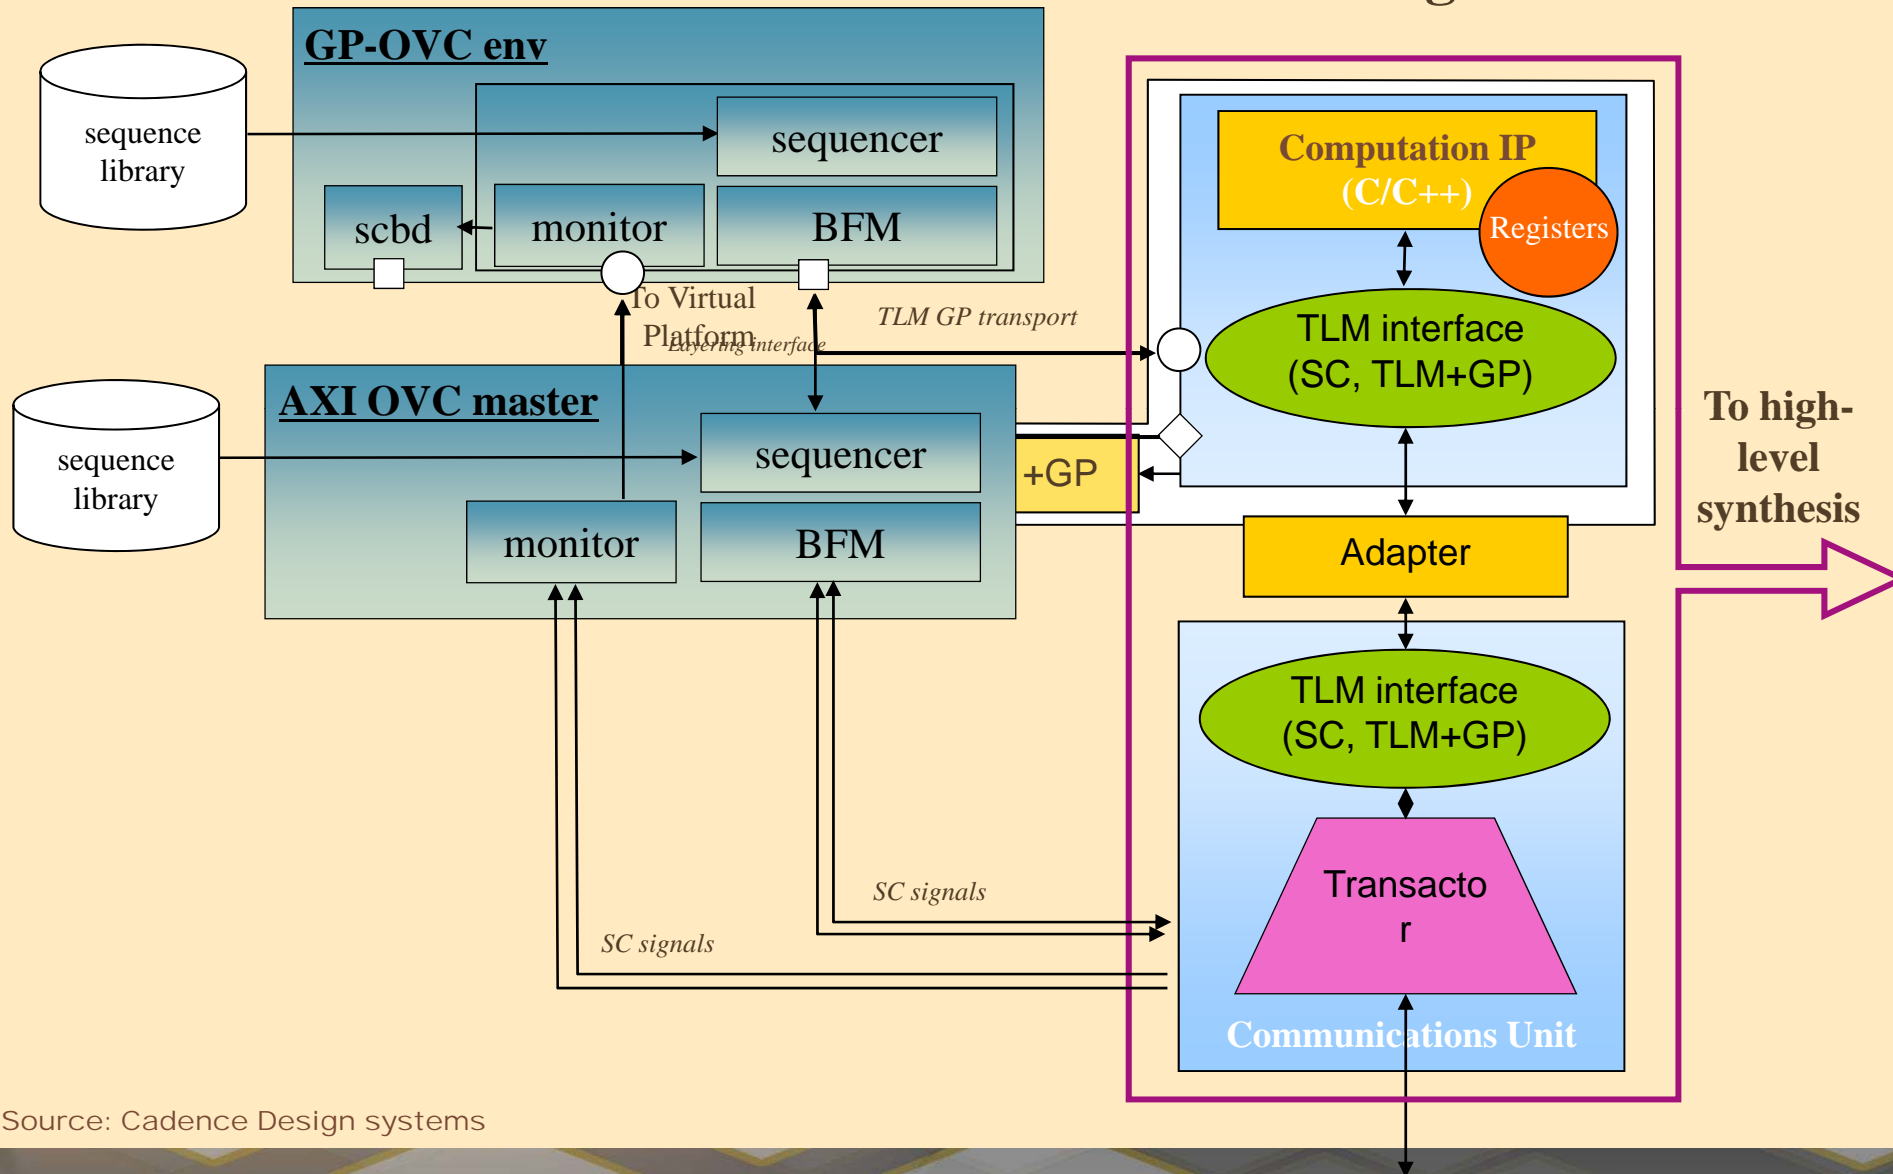 GP-OVC env
sequence
library
sequencer
scbd
monitor
BFM
To Virtual
Platform
Layering interface
TLM GP transport
Computation IP
(C/C++)
Registers
TLM interface
(SC, TLM+GP)
AXI OVC master
sequence
library
sequencer
+GP
monitor
BFM
Adapter
To high-
level
synthesis
TLM interface
(SC, TLM+GP)
Transacto
r
SC signals
SC signals
Communications Unit
Source: Cadence Design systems